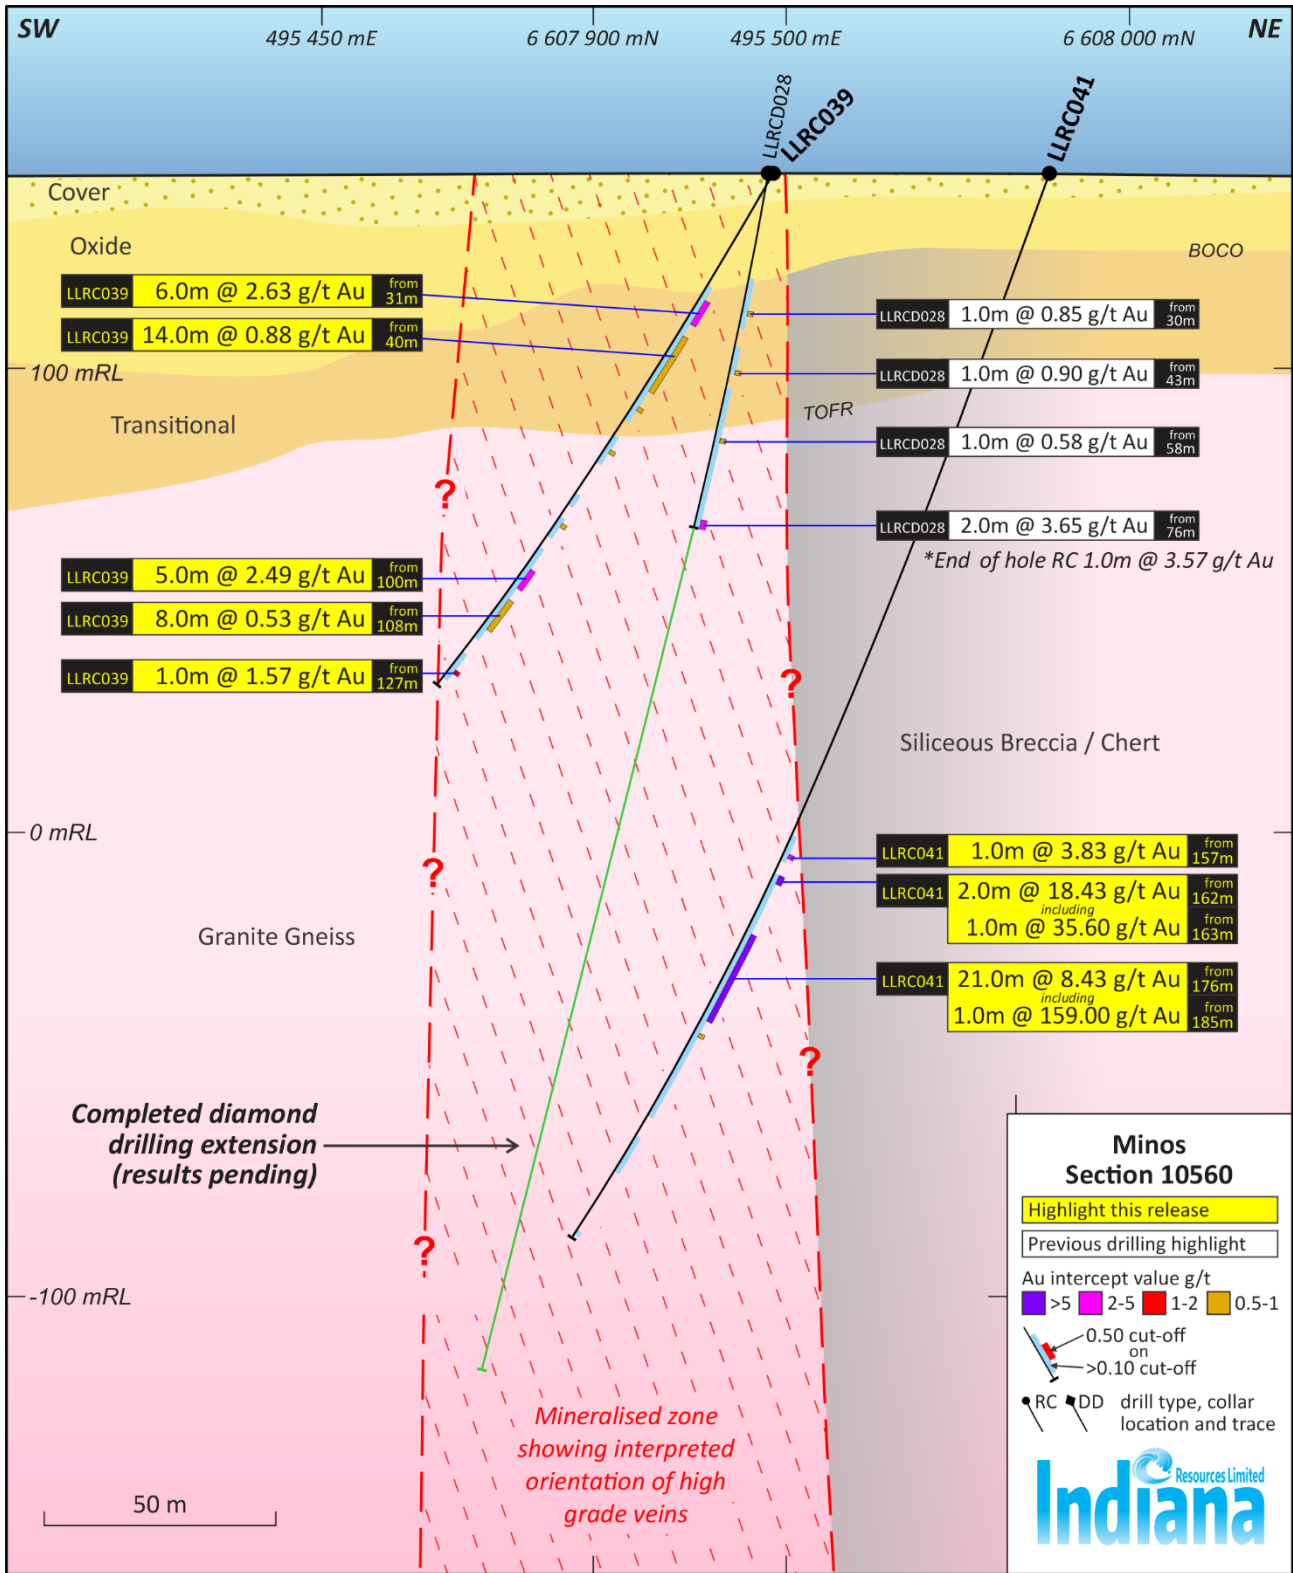 SW
495 450 mE
6 607 900 mN
495 500 mE
6 608 000 mN
NE
LLRCD028
LLRC039
LLRC041
Cover
Oxide
BOCO
LLRC039 6.0m @ 2.63 g/t Au from 31m
LLRC039 14.0m @ 0.88 g/t Au from 40m
LLRCD028 1.0m @ 0.85 g/t Au from 30m
LLRCD028 1.0m @ 0.90 g/t Au from 43m
100 mRL
Transitional
TOFR
LLRCD028 1.0m @ 0.58 g/t Au from 58m
?
LLRCD028 2.0m @ 3.65 g/t Au from 76m
*End of hole RC 1.0m @ 3.57 g/t Au
LLRC039 5.0m @ 2.49 g/t Au from 100m
LLRC039 8.0m @ 0.53 g/t Au from 108m
LLRC039 1.0m @ 1.57 g/t Au from 127m
?
Siliceous Breccia / Chert
0 mRL
LLRC041 1.0m @ 3.83 g/t Au from 157m
?
LLRC041 2.0m @ 18.43 g/t Au from 162m
including
1.0m @ 35.60 g/t Au from 163m
Granite Gneiss
LLRC041 21.0m @ 8.43 g/t Au from 176m
including
1.0m @ 159.00 g/t Au from 185m
?
Completed diamond
drilling extension
(results pending)
?
-100 mRL
Mineralised zone
showing interpreted
orientation of high
grade veins
50 m
Minos
Section 10560
Highlight this release
Previous drilling highlight
Au intercept value g/t
>5 2-5 1-2 0.5-1
0.50 cut-off
on
>0.10 cut-off
RC DD drill type, collar
location and trace
Indiana
Resources Limited